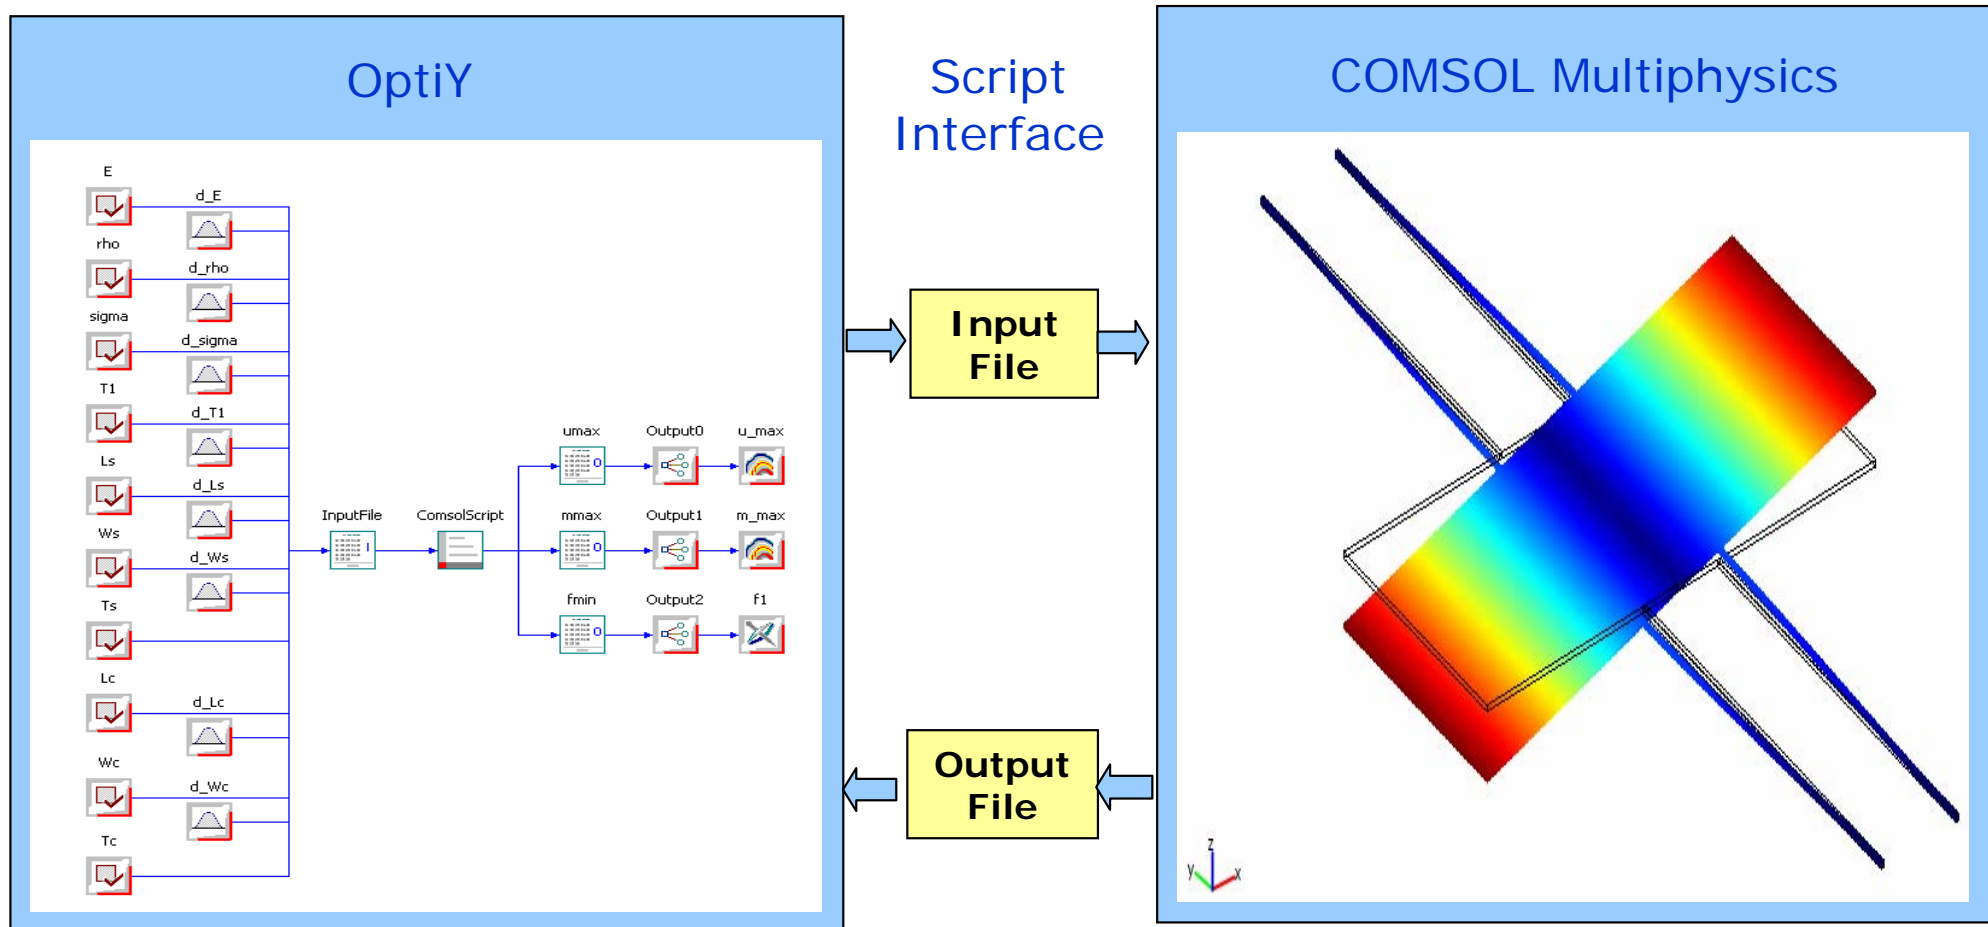 OptiY
Script
Interface
COMSOL Multiphysics
E
d_E
rho
d_rho
sigma
d_sigma
T1
d_T1
Ls
d_Ls
Ws
d_Ws
Ts
Lc
d_Lc
Wc
d_Wc
Tc
InputFile
I
ComsolScript
umax
O
Output0
u_max
mmax
O
Output1
m_max
fmin
O
Output2
f1
Input
File
Output
File
z
y
x